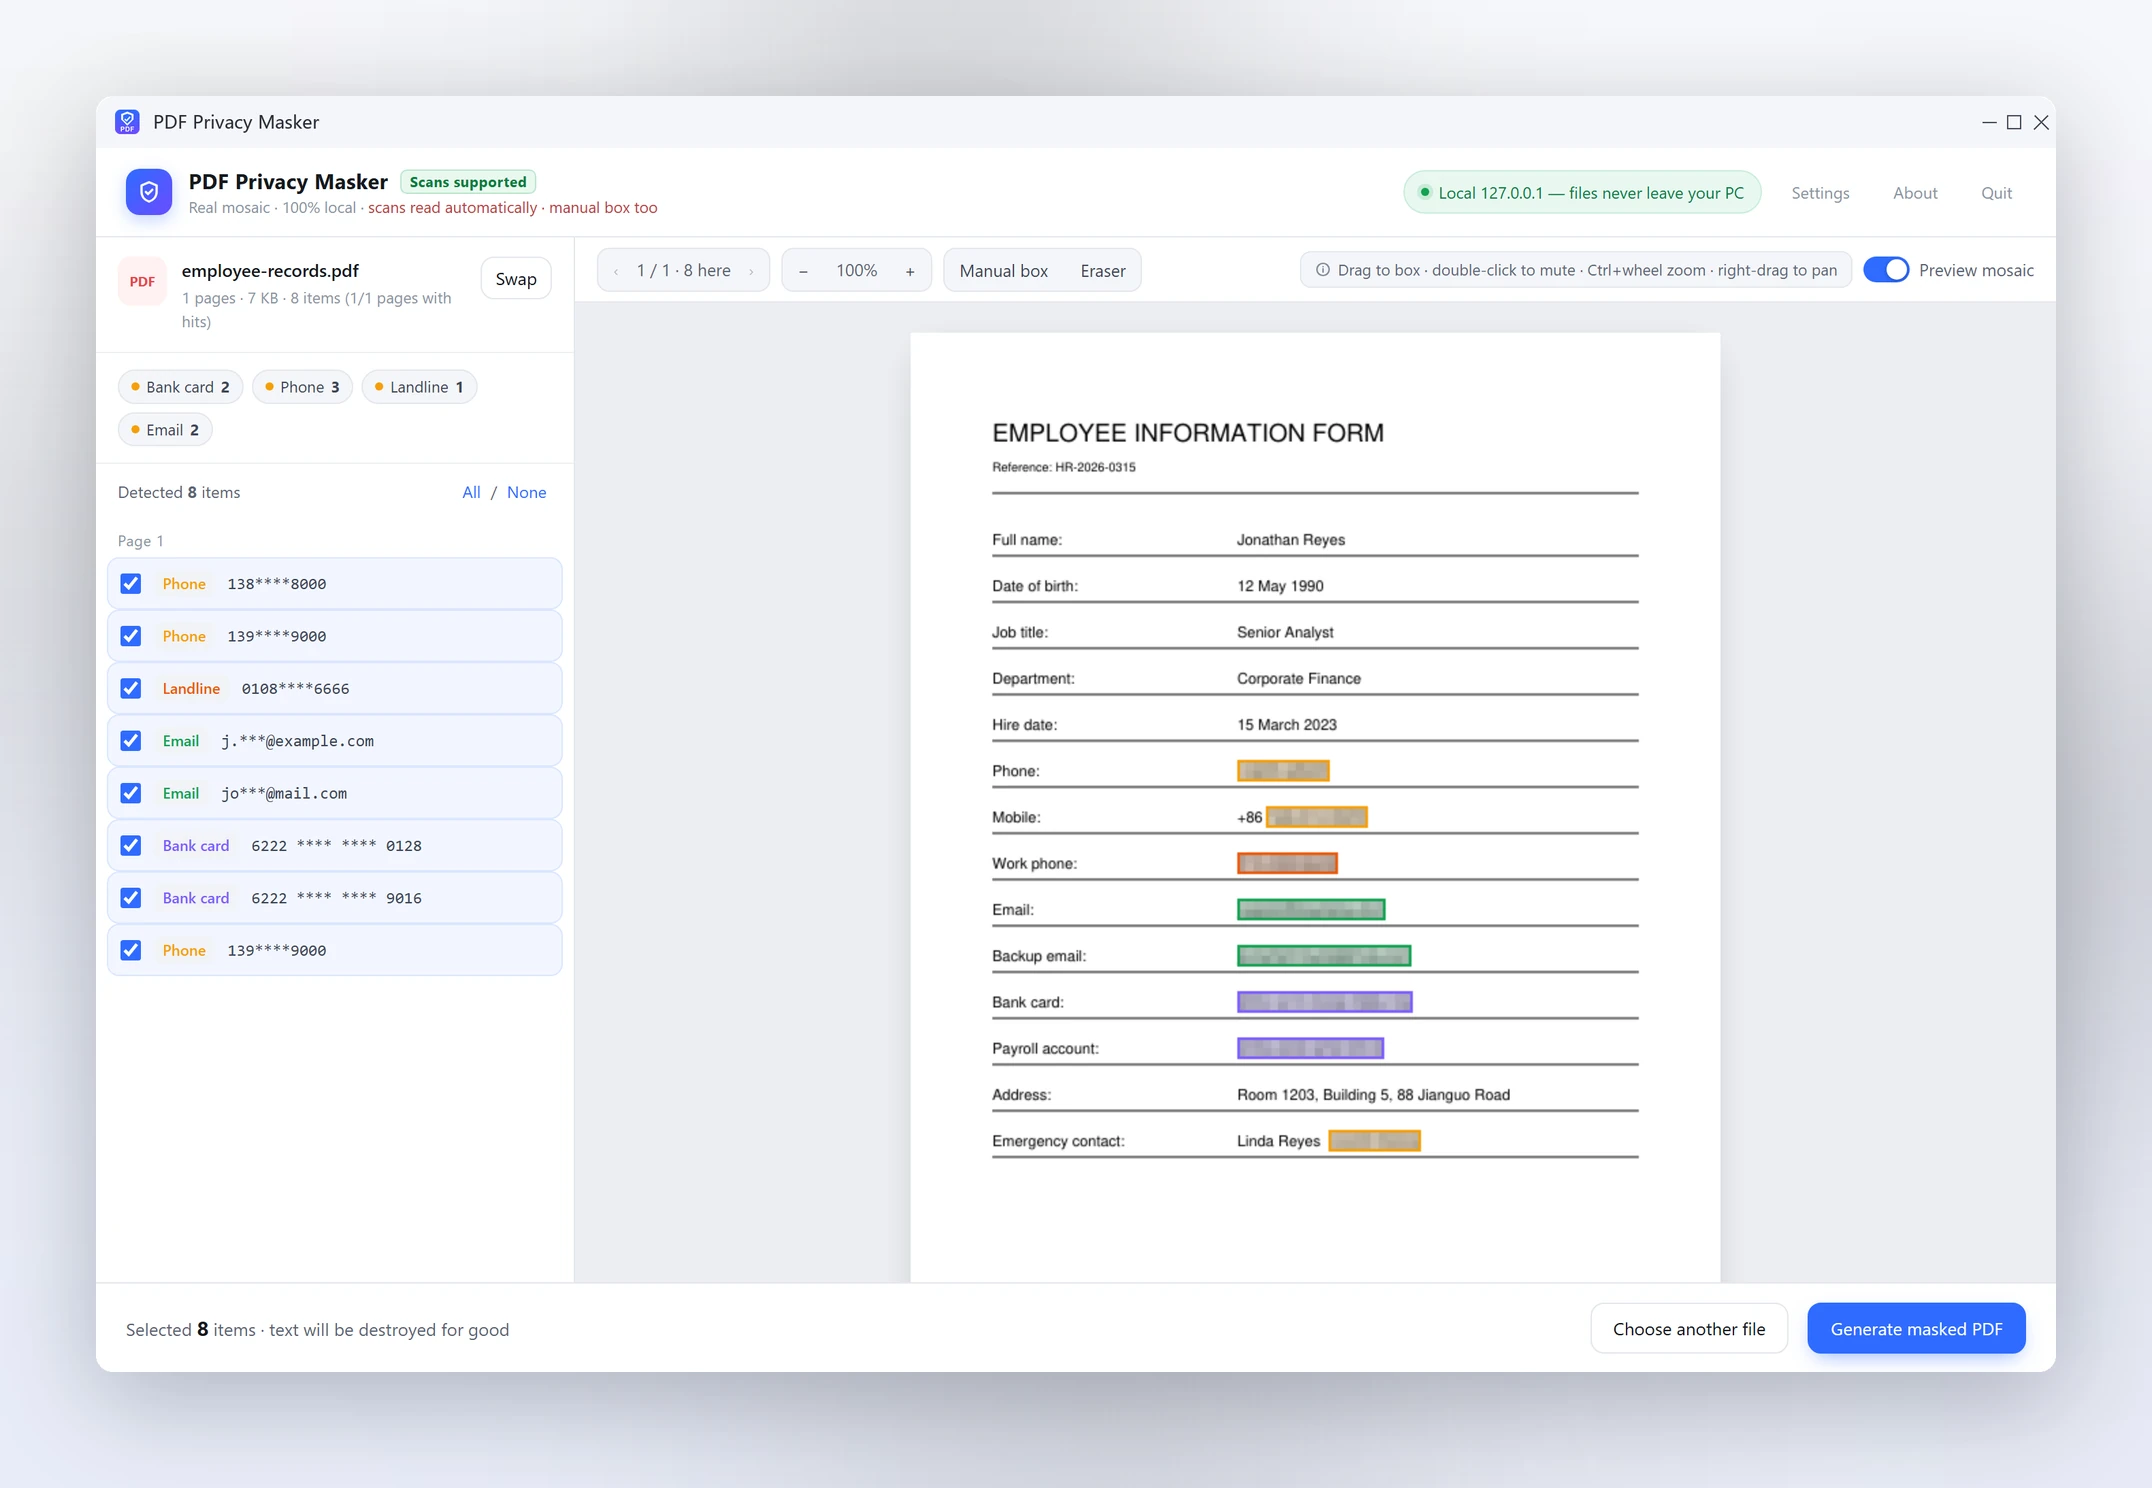 PDF Privacy Masker
PDF Privacy Masker Scans supported
Real mosaic · 100% local · scans read automatically · manual box too
Local 127.0.0.1 — files never leave your PC
Settings
About
Quit
PDF
employee-records.pdf
1 pages · 7 KB · 8 items (1/1 pages with
hits)
Swap
Bank card 2
Phone 3
Landline 1
Email 2
Detected 8 items
All / None
Page 1
Phone 138****8000
Phone 139****9000
Landline 0108****6666
Email j.***@example.com
Email jo***@mail.com
Bank card 6222 **** **** 0128
Bank card 6222 **** **** 9016
Phone 139****9000
‹ 1 / 1 · 8 here ›
− 100% +
Manual box
Eraser
Drag to box · double-click to mute · Ctrl+wheel zoom · right-drag to pan
Preview mosaic
EMPLOYEE INFORMATION FORM
Reference: HR-2026-0315
Full name: Jonathan Reyes
Date of birth: 12 May 1990
Job title: Senior Analyst
Department: Corporate Finance
Hire date: 15 March 2023
Phone:
Mobile: +86
Work phone:
Email:
Backup email:
Bank card:
Payroll account:
Address: Room 1203, Building 5, 88 Jianguo Road
Emergency contact: Linda Reyes
Selected 8 items · text will be destroyed for good
Choose another file
Generate masked PDF